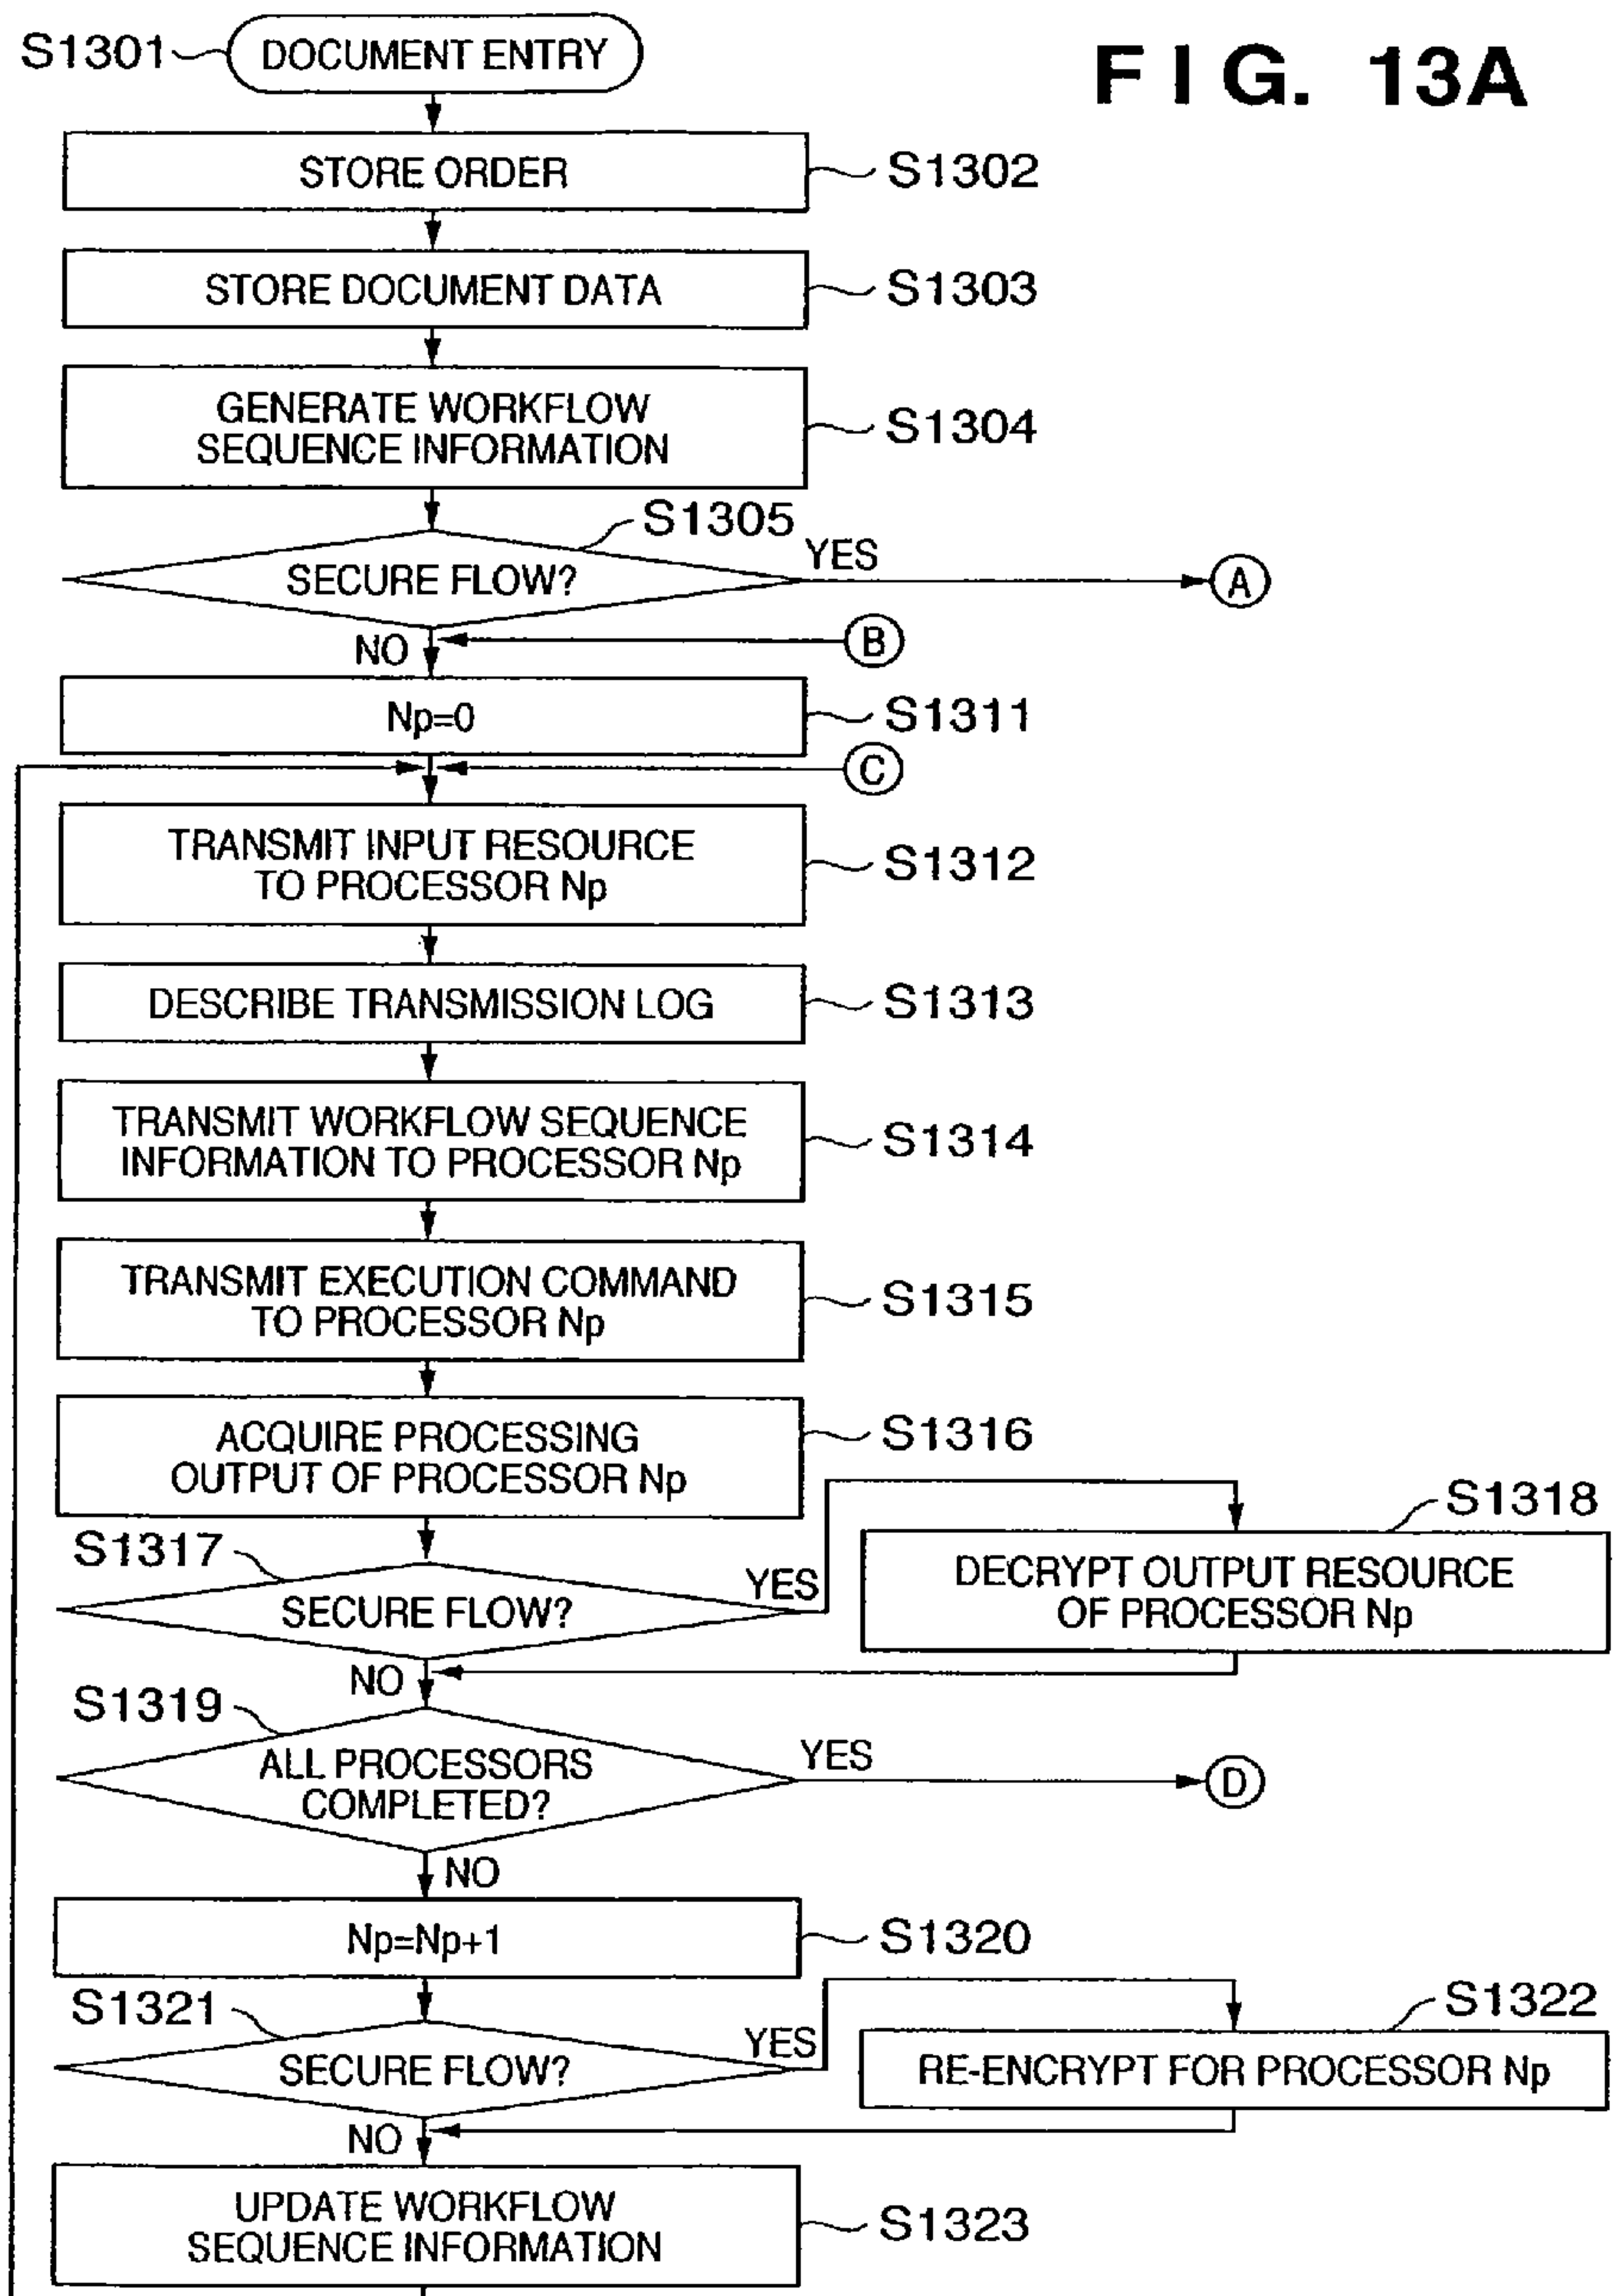 FIG. 13A
S1301
DOCUMENT ENTRY
STORE ORDER
S1302
STORE DOCUMENT DATA
S1303
GENERATE WORKFLOW
SEQUENCE INFORMATION
S1304
S1305
SECURE FLOW?
YES
A
NO
B
Np=0
S1311
C
TRANSMIT INPUT RESOURCE
TO PROCESSOR Np
S1312
DESCRIBE TRANSMISSION LOG
S1313
TRANSMIT WORKFLOW SEQUENCE
INFORMATION TO PROCESSOR Np
S1314
TRANSMIT EXECUTION COMMAND
TO PROCESSOR Np
S1315
ACQUIRE PROCESSING
OUTPUT OF PROCESSOR Np
S1316
S1317
SECURE FLOW?
YES
S1318
DECRYPT OUTPUT RESOURCE
OF PROCESSOR Np
NO
S1319
ALL PROCESSORS
COMPLETED?
YES
D
NO
Np=Np+1
S1320
S1321
SECURE FLOW?
YES
S1322
RE-ENCRYPT FOR PROCESSOR Np
NO
UPDATE WORKFLOW
SEQUENCE INFORMATION
S1323